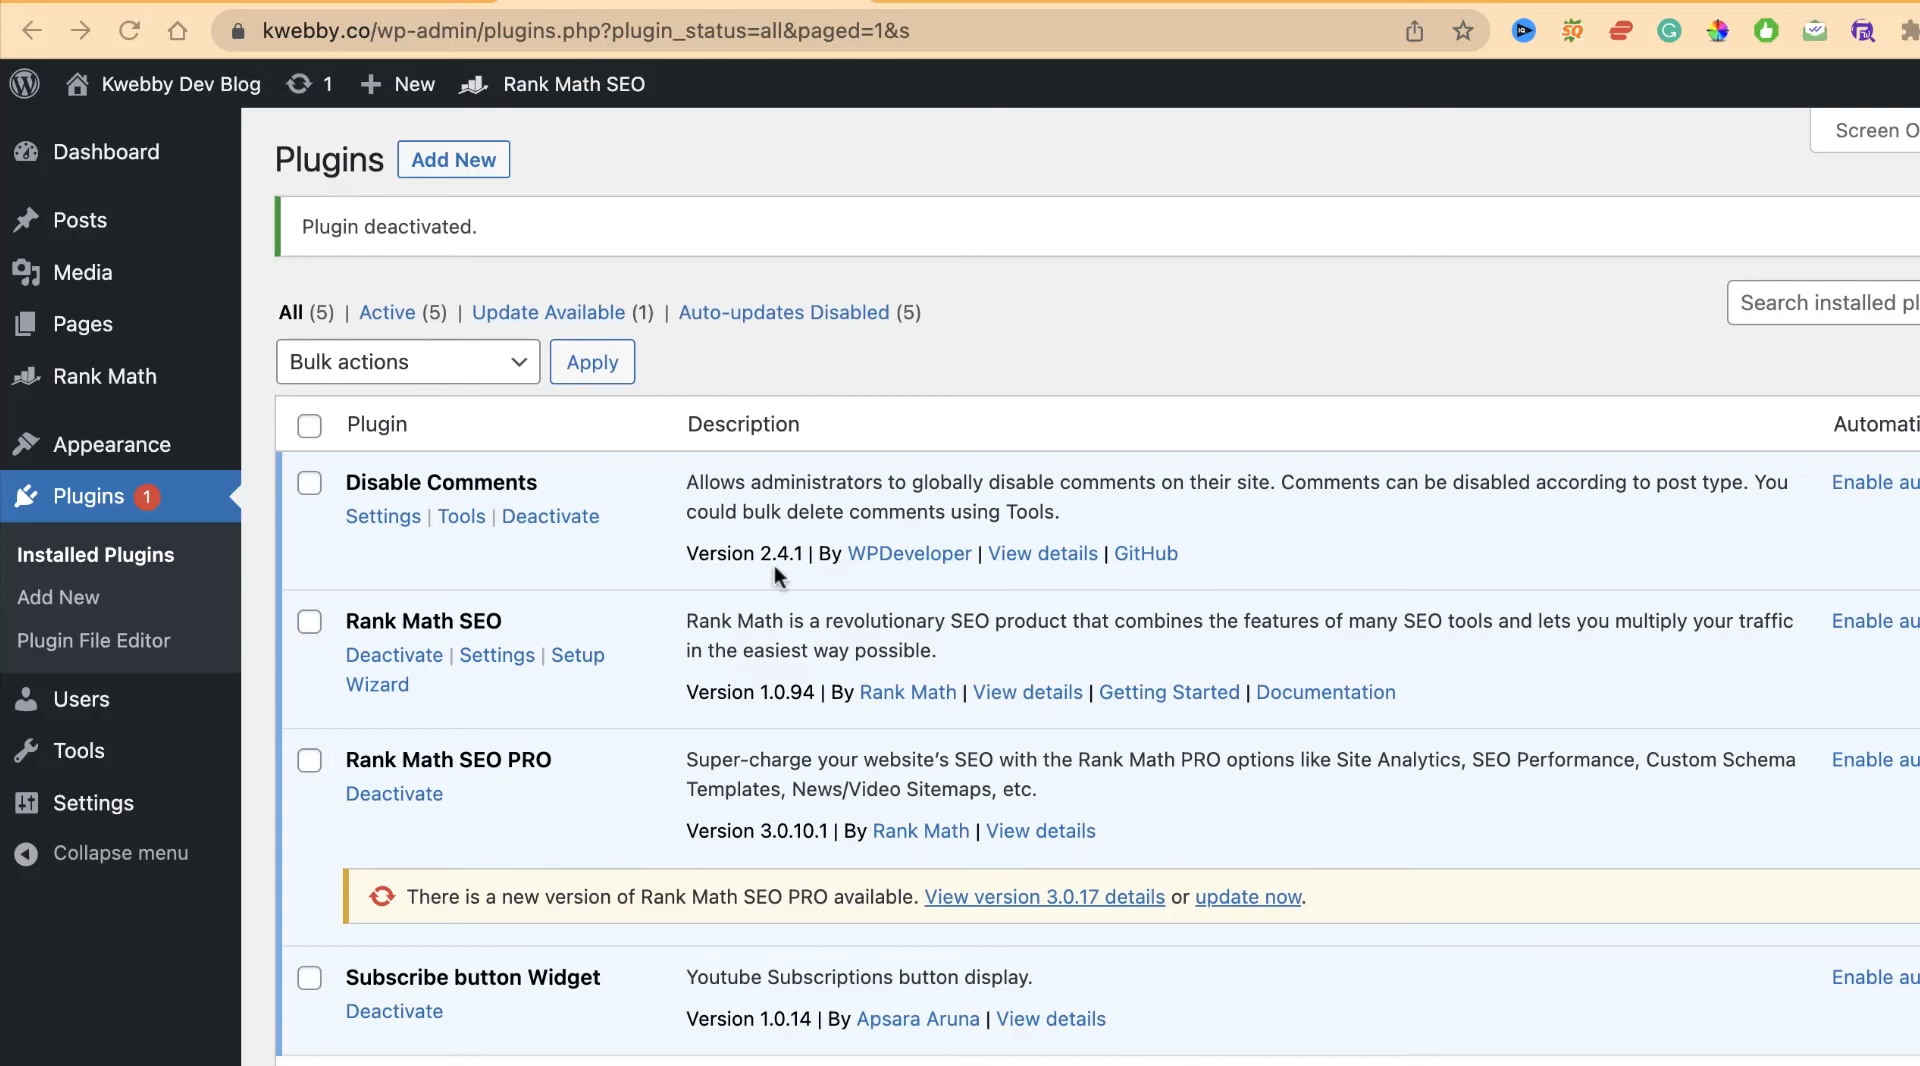 kwebby.co/wp-admin/plugins.php?plugin_status=all&paged=1&s
Kwebby Dev Blog 1 New Rank Math SEO
Screen O
Dashboard
Posts
Media
Pages
Rank Math
Appearance
Plugins 1
Installed Plugins
Add New
Plugin File Editor
Users
Tools
Settings
Collapse menu
Plugins Add New
Plugin deactivated.
All (5) | Active (5) | Update Available (1) | Auto-updates Disabled (5)
Search installed pl
Bulk actions Apply
Plugin Description Automati
Disable Comments
Settings | Tools | Deactivate
Allows administrators to globally disable comments on their site. Comments can be disabled according to post type. You
could bulk delete comments using Tools.
Version 2.4.1 | By WPDeveloper | View details | GitHub
Enable au
Rank Math SEO
Deactivate | Settings | Setup
Wizard
Rank Math is a revolutionary SEO product that combines the features of many SEO tools and lets you multiply your traffic
in the easiest way possible.
Version 1.0.94 | By Rank Math | View details | Getting Started | Documentation
Enable au
Rank Math SEO PRO
Deactivate
Super-charge your website’s SEO with the Rank Math PRO options like Site Analytics, SEO Performance, Custom Schema
Templates, News/Video Sitemaps, etc.
Version 3.0.10.1 | By Rank Math | View details
Enable au
There is a new version of Rank Math SEO PRO available. View version 3.0.17 details or update now.
Subscribe button Widget
Deactivate
Youtube Subscriptions button display.
Version 1.0.14 | By Apsara Aruna | View details
Enable au